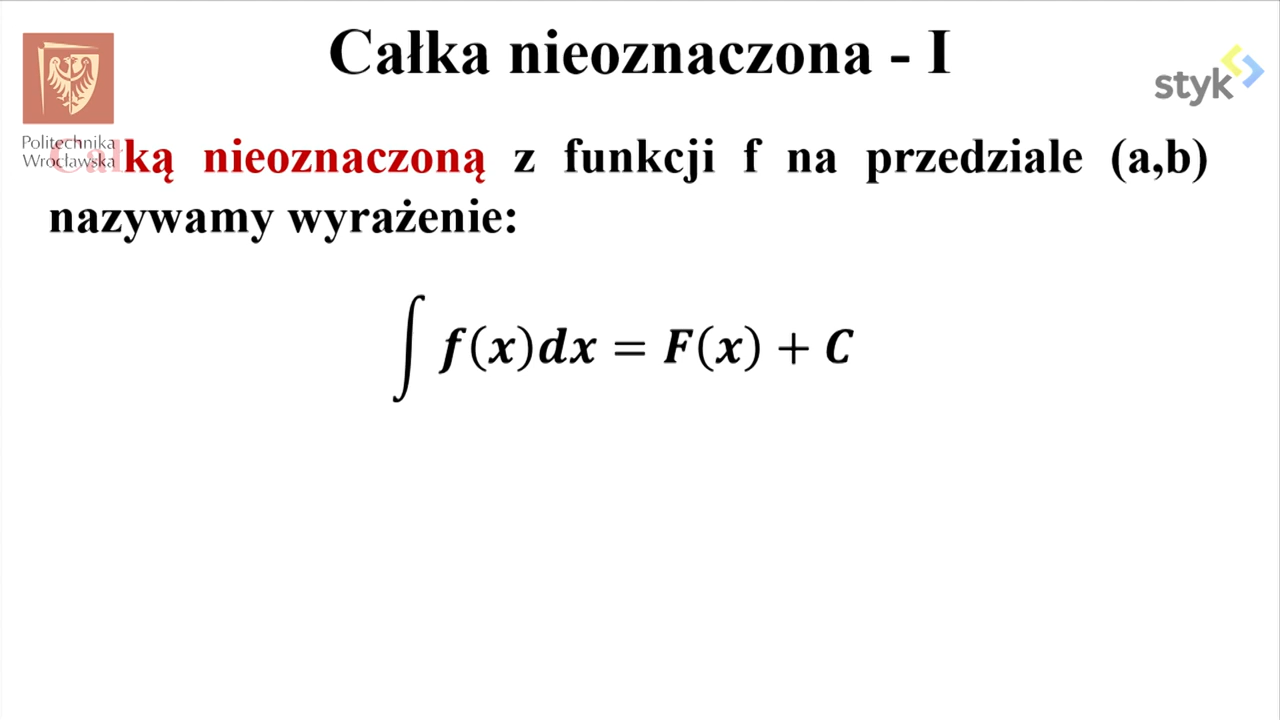 Całka nieoznaczona - I
styk
Politechnika
Wrocławska
Całką nieoznaczoną z funkcji f na przedziale (a,b)
nazywamy wyrażenie:
∫ f(x)dx = F(x) + C